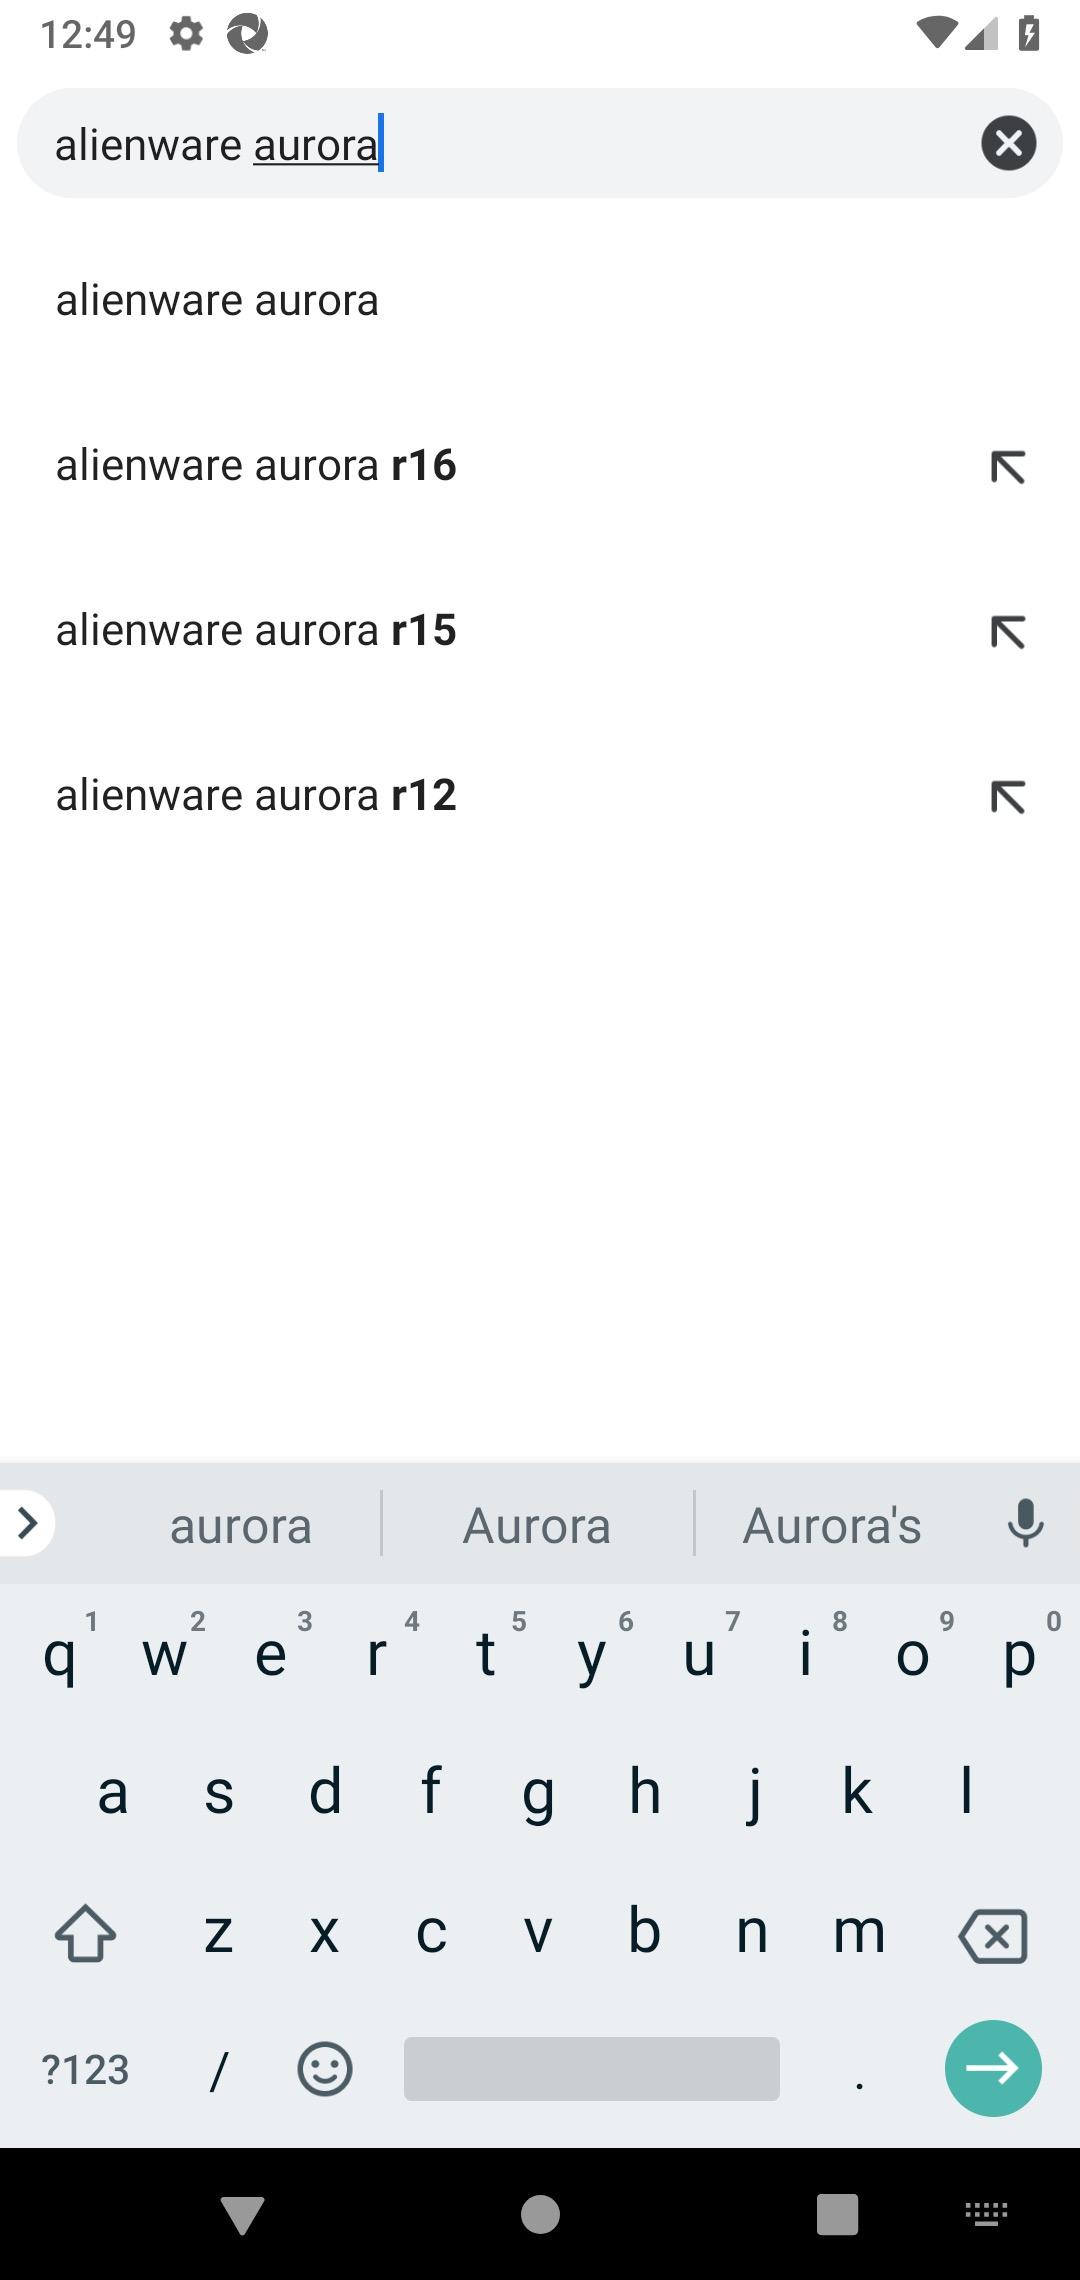 12:49
alienware aurora
alienware aurora
alienware aurora r16
alienware aurora r15
alienware aurora r12
aurora Aurora Aurora's
1 2 3 4 5 6 7 8 9 0
q w e r t y u i o p
a s d f g h j k l
z x c v b n m
?123 / .